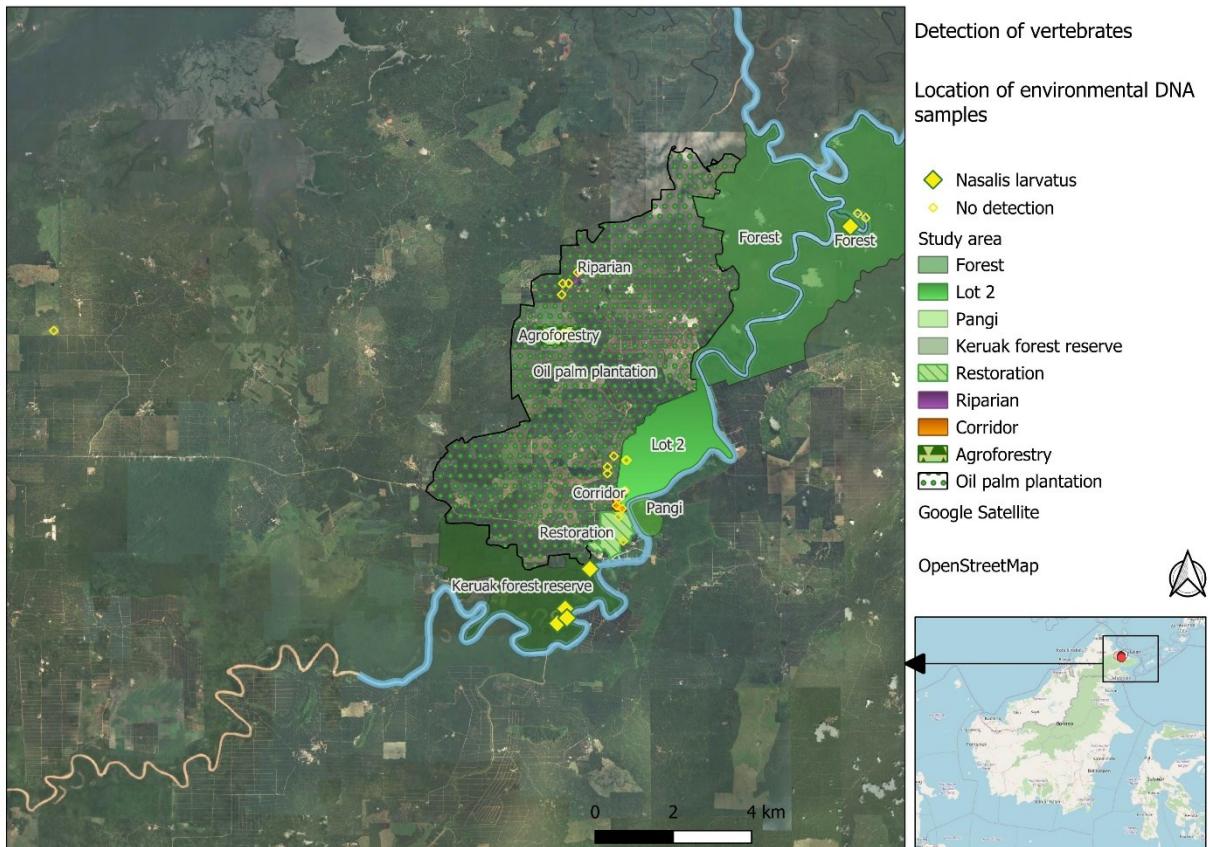 Detection of vertebrates
Location of environmental DNA
samples
Nasalis larvatus
No detection
Study area
Forest
Lot 2
Pangi
Keruak forest reserve
Restoration
Riparian
Corridor
Agroforestry
Oil palm plantation
Google Satellite
OpenStreetMap
Forest
Forest
Riparian
Agroforestry
Oil palm plantation
Lot 2
Corridor
Pangi
Restoration
Keruak forest reserve
0 2 4 km
Borneo